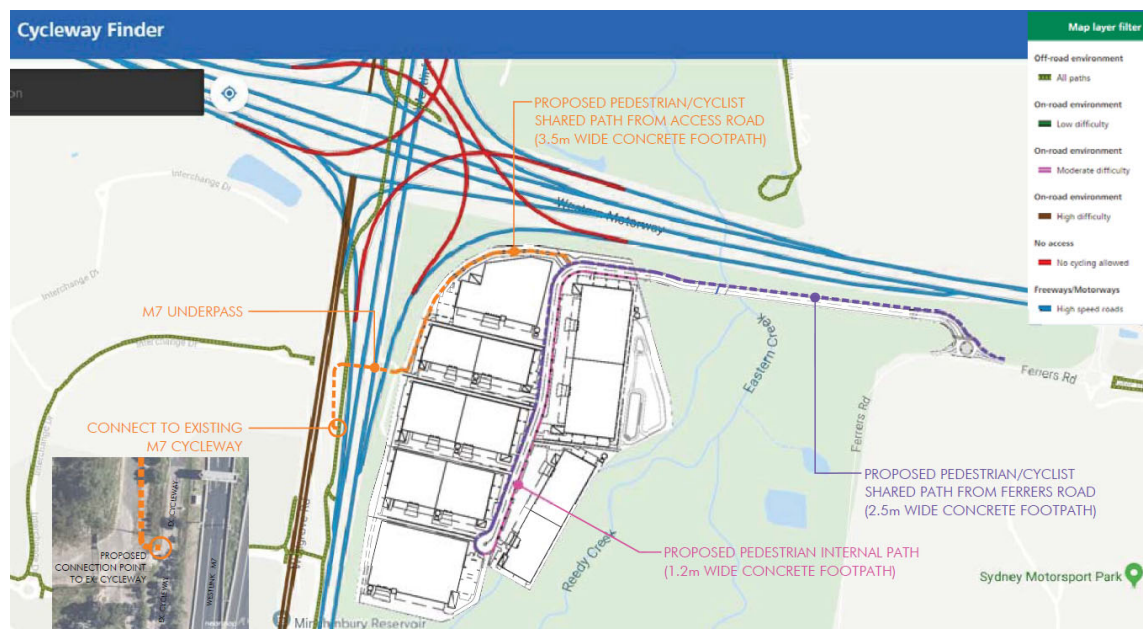 Cycleway Finder
Map layer filter
Off-road environment
All paths
On-road environment
Low difficulty
On-road environment
Moderate difficulty
On-road environment
High difficulty
No access
No cycling allowed
Freeways/Motorways
High speed roads
PROPOSED PEDESTRIAN/CYCLIST
SHARED PATH FROM ACCESS ROAD
(3.5m WIDE CONCRETE FOOTPATH)
Interchange Dr
Western Motorway
Interchange Dr
M7 UNDERPASS
Interchange Dr
Eastern Creek
Ferrers Rd
Ferrers Rd
CONNECT TO EXISTING
M7 CYCLEWAY
Interchange Dr
PROPOSED PEDESTRIAN/CYCLIST
SHARED PATH FROM FERRERS ROAD
(2.5m WIDE CONCRETE FOOTPATH)
EX. CYCLEWAY
PROPOSED
CONNECTION POINT
TO EX. CYCLEWAY
EX. CYCLEWAY
WESTLINK M7
PROPOSED PEDESTRIAN INTERNAL PATH
(1.2m WIDE CONCRETE FOOTPATH)
Reedy Creek
Sydney Motorsport Park
Minchinbury Reservoir